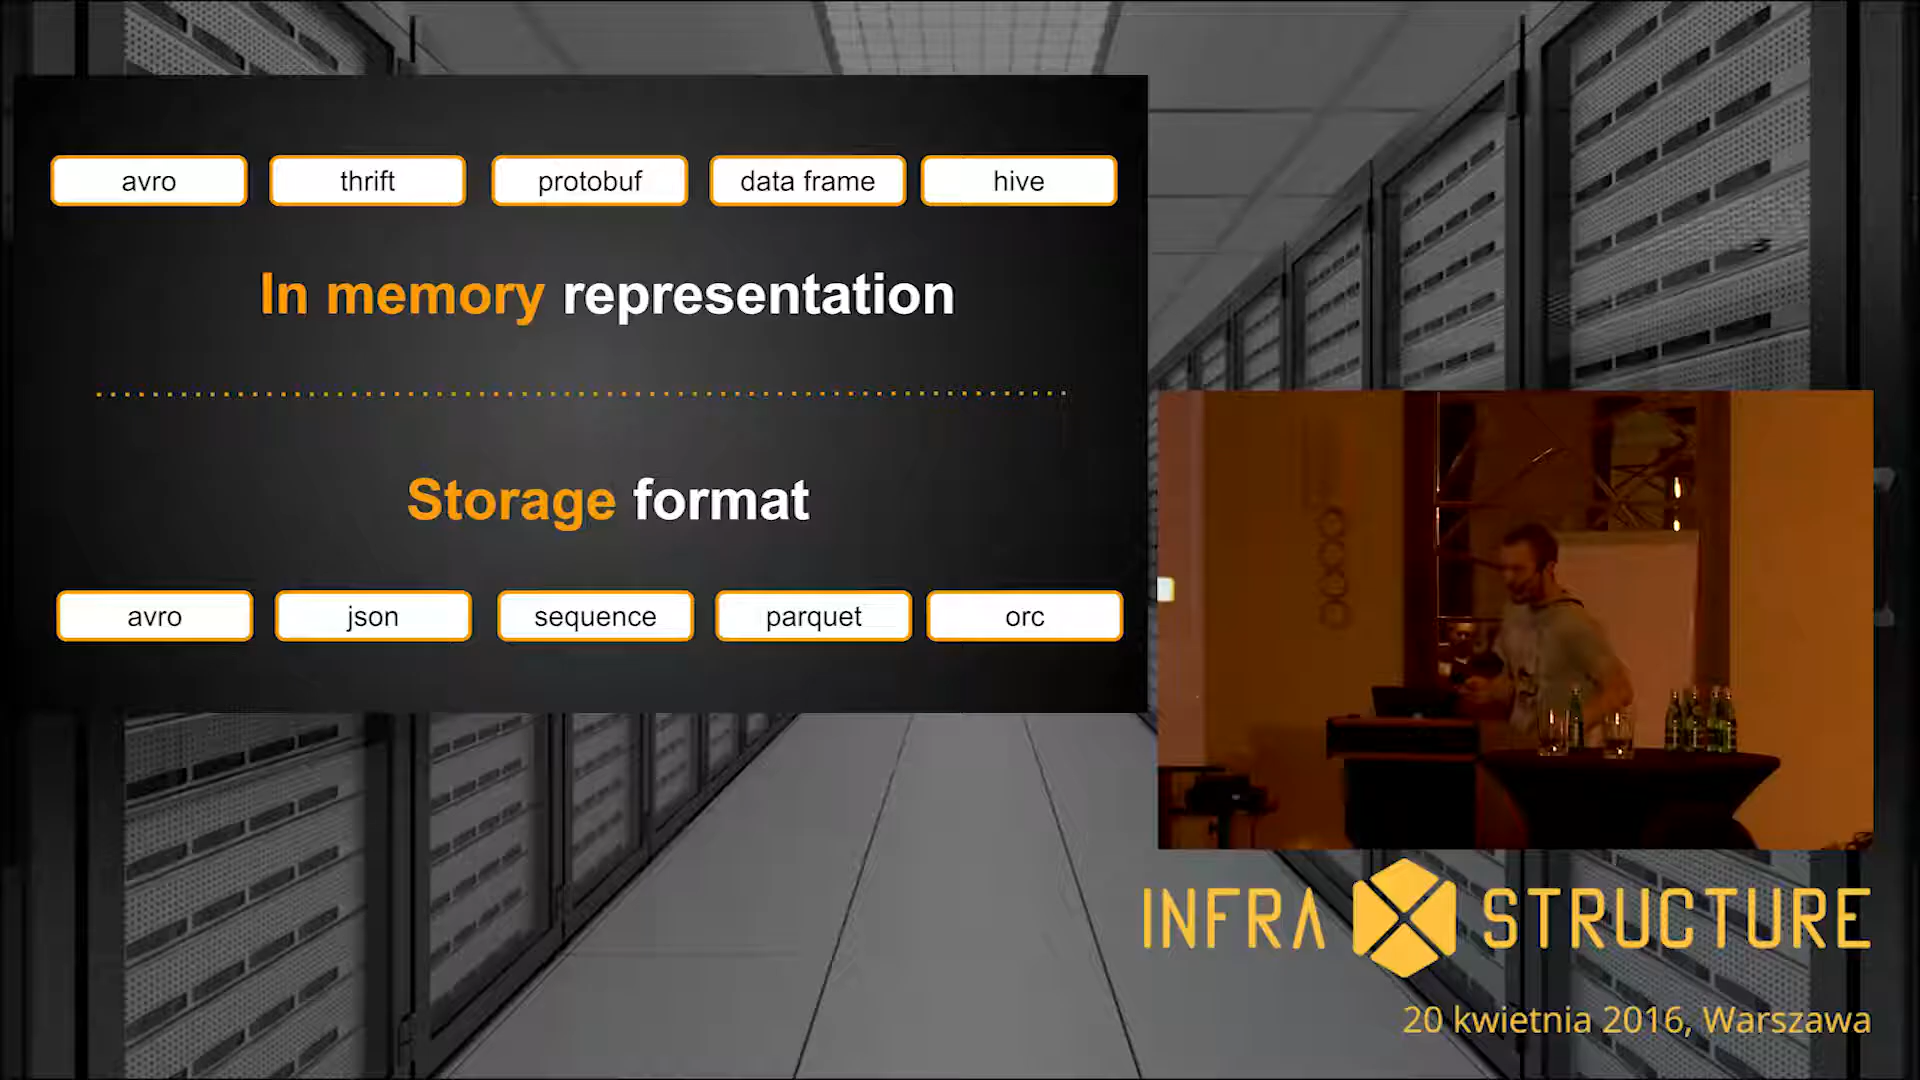 avro thrift protobuf data frame hive
In memory representation
Storage format
avro json sequence parquet orc
INFRA STRUCTURE
20 kwietnia 2016, Warszawa